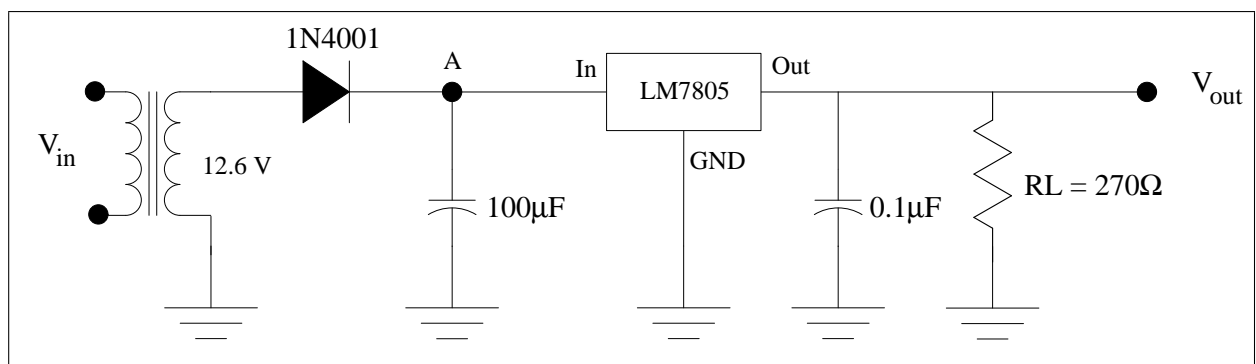 1N4001
A
In
LM7805
Out
V_out
V_in
12.6 V
GND
100μF
0.1μF
RL = 270Ω